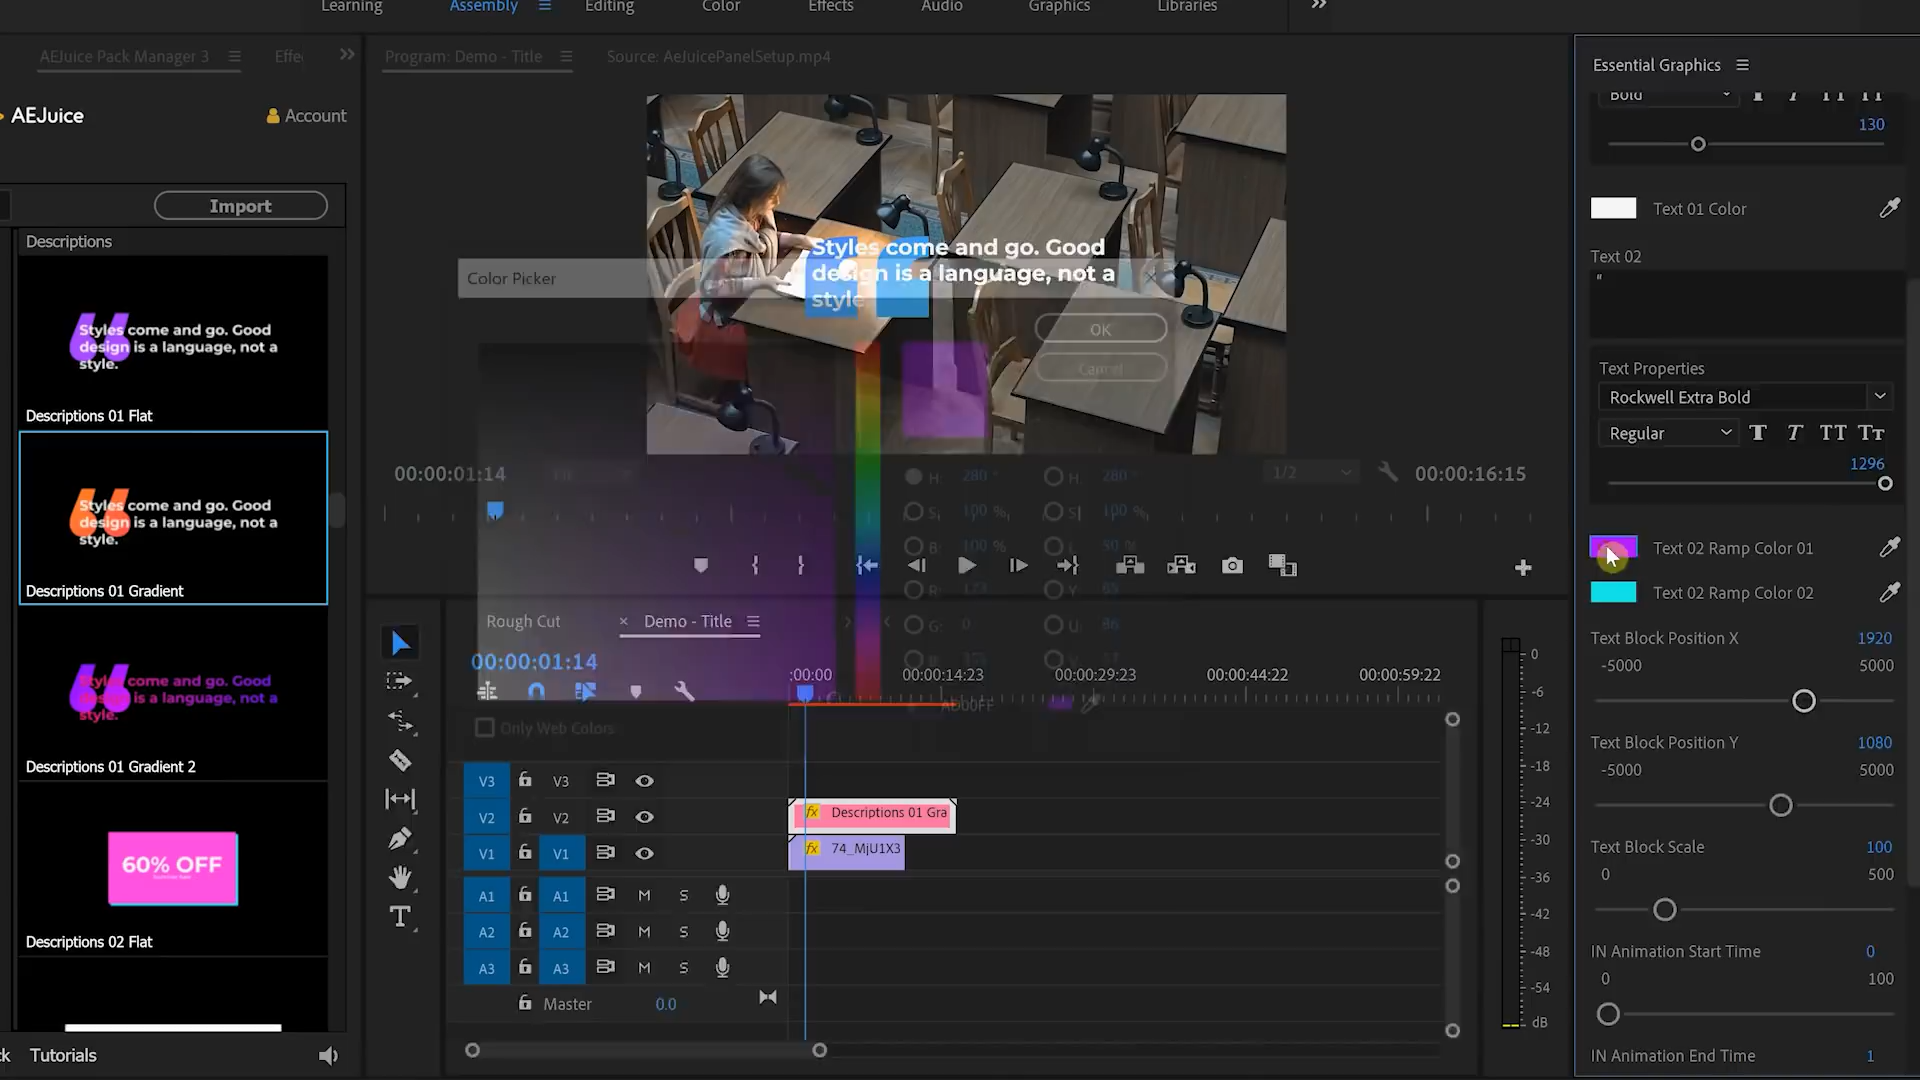 Learning
Assembly
Editing
Color
Effects
Audio
Graphics
Libraries
AEJuice Pack Manager 3
Effe
Program: Demo - Title
Source: AeJuicePanelSetup.mp4
Essential Graphics
AEJuice
Account
Import
Descriptions
Styles come and go. Good
design is a language, not a
style.
Descriptions 01 Flat
Styles come and go. Good
design is a language, not a
style.
Descriptions 01 Gradient
Styles come and go. Good
design is a language, not a
style.
Descriptions 01 Gradient 2
60% OFF
Descriptions 02 Flat
Tutorials
Styles come and go. Good
design is a language, not a
style
Color Picker
OK
Cancel
00:00:01:14
Fit
1/2
00:00:16:15
H: 280 °
S: 100 %
B: 100 %
R: 173
G: 0
H: 280 °
S: 100 %
L: 50 %
Y: 65
U: 86
AD00FF
Only Web Colors
Rough Cut
Demo - Title
00:00:01:14
:00:00
00:00:14:23
00:00:29:23
00:00:44:22
00:00:59:22
V3 V3
V2 V2
V1 V1
fx Descriptions 01 Gra
fx 74_MjU1X3
A1 A1 M S
A2 A2 M S
A3 A3 M S
Master 0.0
0
-6
-12
-18
-24
-30
-36
-42
-48
-54
dB
Bold
130
Text 01 Color
Text 02
"
Text Properties
Rockwell Extra Bold
Regular
T T TT TT
1296
Text 02 Ramp Color 01
Text 02 Ramp Color 02
Text Block Position X 1920
-5000 5000
Text Block Position Y 1080
-5000 5000
Text Block Scale 100
0 500
IN Animation Start Time 0
0 100
IN Animation End Time 1